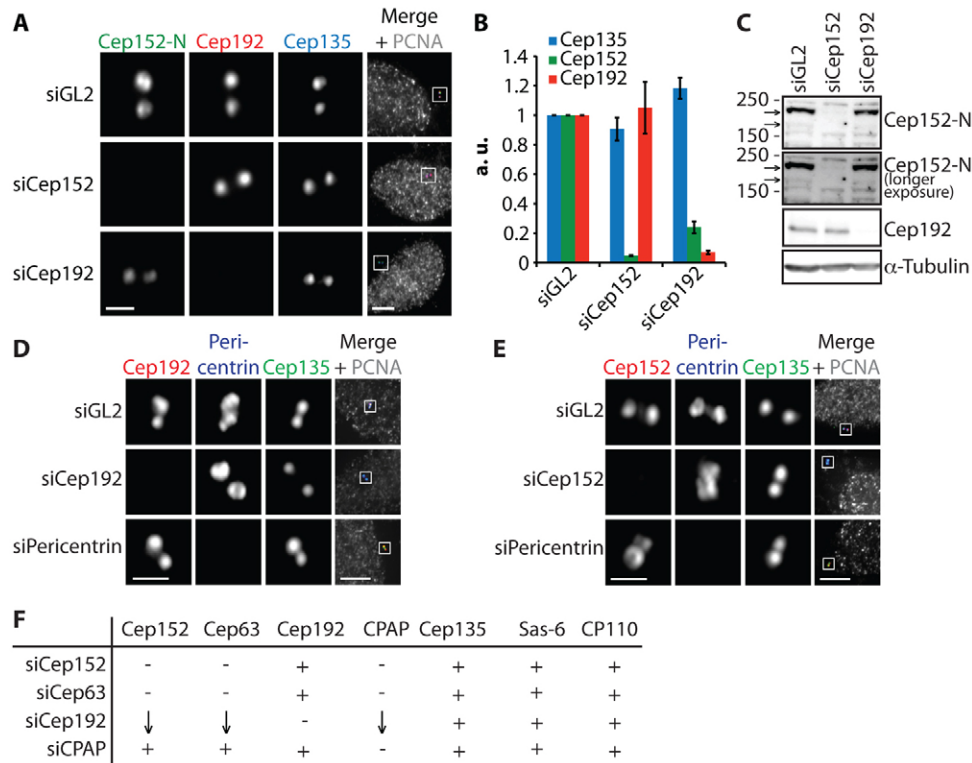 A
Cep152-N Cep192 Cep135
Merge
+ PCNA
siGL2
siCep152
siCep192
B
Cep135
Cep152
Cep192
a. u.
1.4
1.2
1
0.8
0.6
0.4
0.2
0
siGL2
siCep152
siCep192
C
siGL2
siCep152
siCep192
250 -
150 -
Cep152-N
250 -
150 -
Cep152-N
(longer
exposure)
Cep192
α-Tubulin
D
Cep192
Peri-
centrin
Cep135
Merge
+ PCNA
siGL2
siCep192
siPericentrin
E
Cep152
Peri-
centrin
Cep135
Merge
+ PCNA
siGL2
siCep152
siPericentrin
F
Cep152 Cep63 Cep192 CPAP Cep135 Sas-6 CP110
siCep152 - - + - + + +
siCep63 - - + - + + +
siCep192 ↓ ↓ - ↓ + + +
siCPAP + + + - + + +